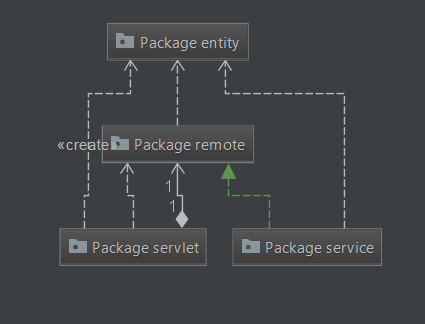 Package entity
«create»
Package remote
1
1
Package servlet
Package service